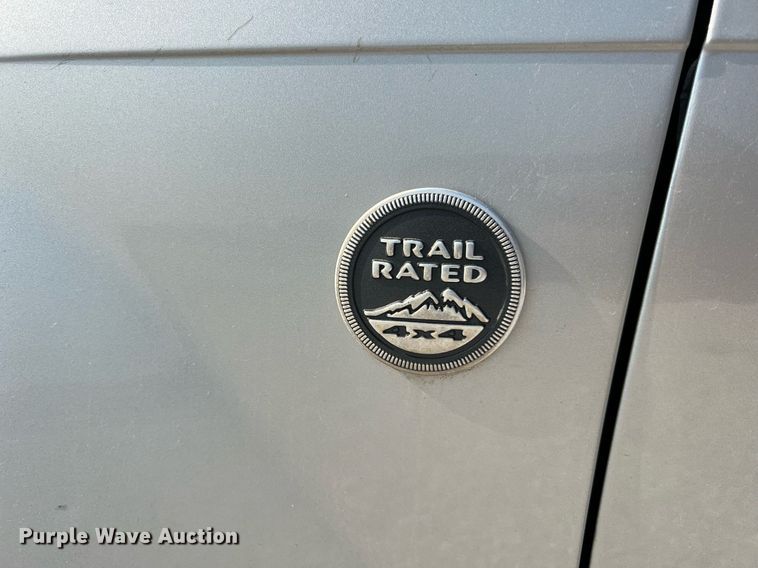 TRAIL
RATED
4x4
Purple Wave Auction